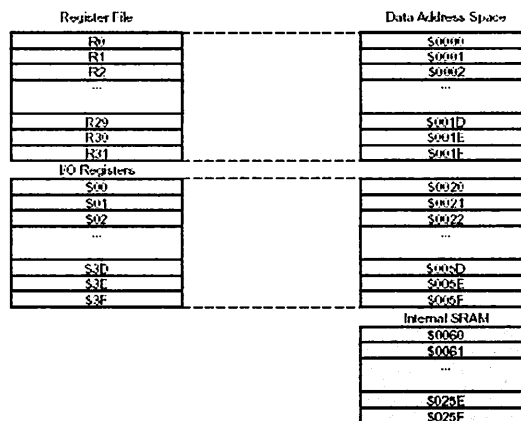 Register File Data Address Space
R0 $0000
R1 $0001
R2 $0002
... ...
R29 $001D
R30 $001E
R31 $001F
I/O Registers
$00 $0020
$01 $0021
$02 $0022
... ...
$3D $005D
$3E $005E
$3F $005F
Internal SRAM
$0060
$0061
...
$025E
$025F